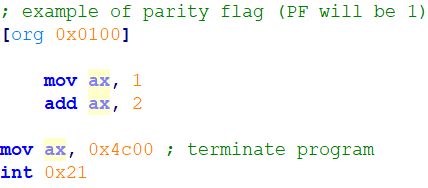 ; example of parity flag (PF will be 1)
[org 0x0100]
mov ax, 1
add ax, 2
mov ax, 0x4c00 ; terminate program
int 0x21